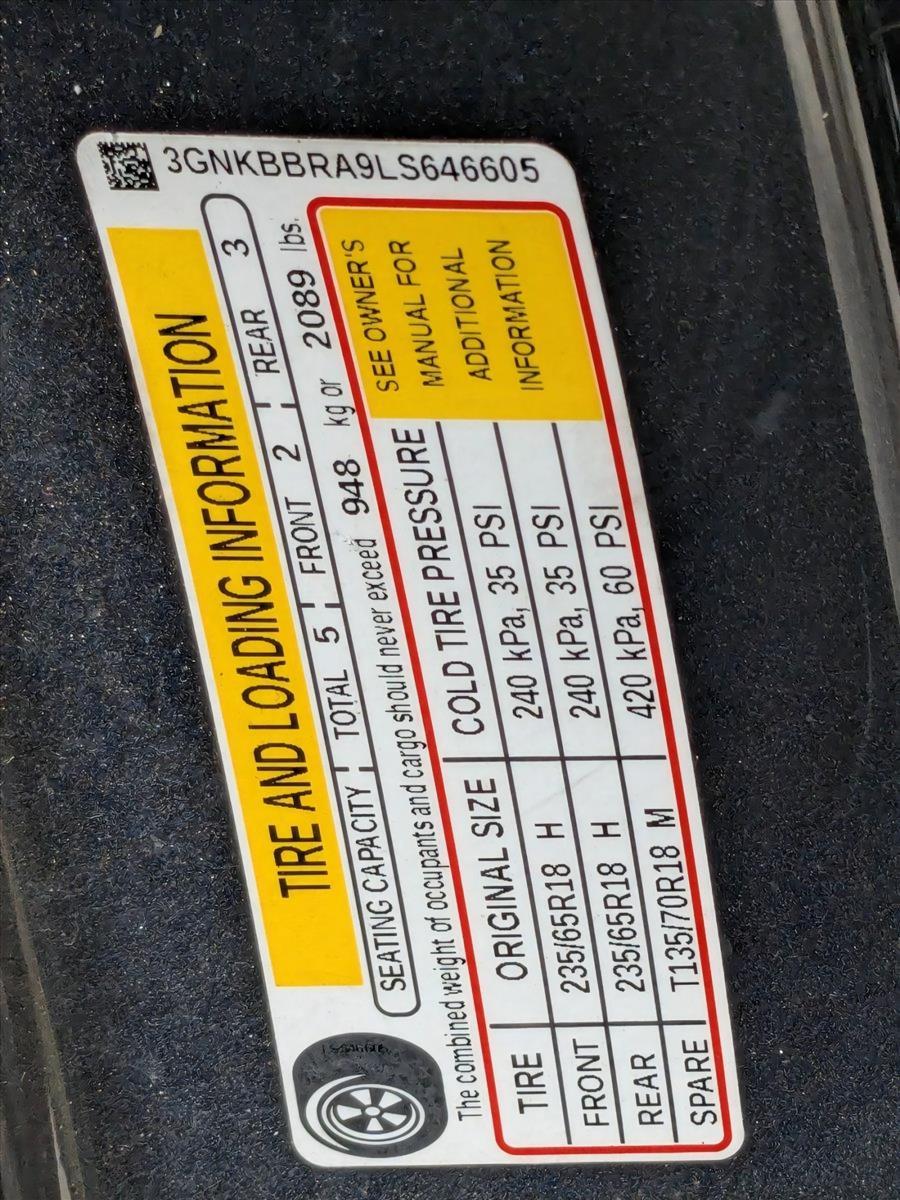 3GNKBBRA9LS646605
TIRE AND LOADING INFORMATION
SEATING CAPACITY TOTAL 5 FRONT 2 REAR 3
The combined weight of occupants and cargo should never exceed 948 kg or 2089 lbs.
TIRE ORIGINAL SIZE COLD TIRE PRESSURE
FRONT 235/65R18 H 240 kPa, 35 PSI
REAR 235/65R18 H 240 kPa, 35 PSI
SPARE T135/70R18 M 420 kPa, 60 PSI
SEE OWNER'S
MANUAL FOR
ADDITIONAL
INFORMATION